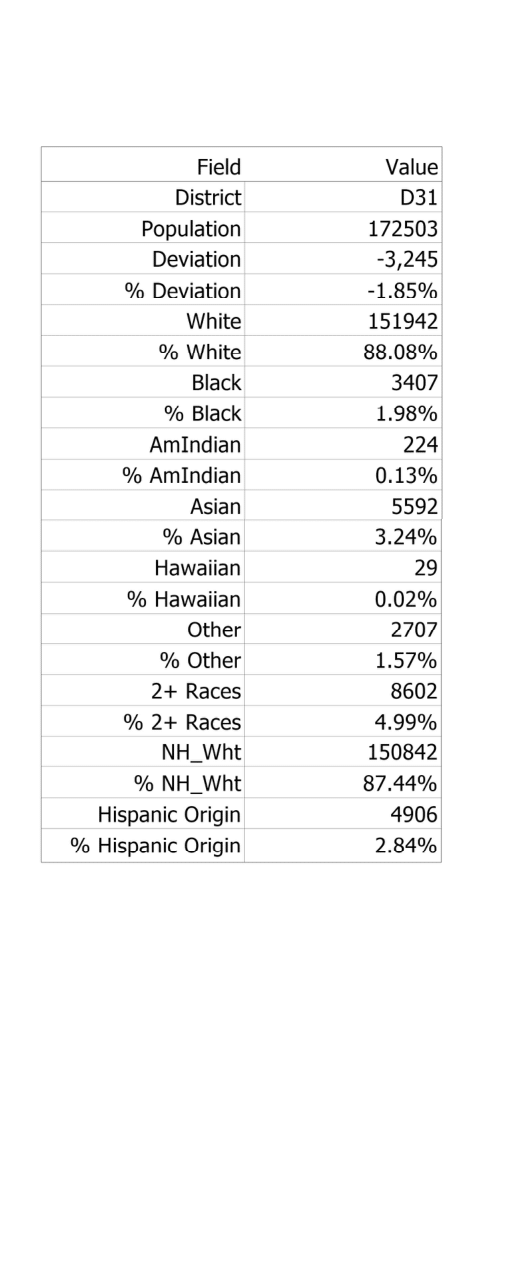 Field Value
District D31
Population 172503
Deviation -3,245
% Deviation -1.85%
White 151942
% White 88.08%
Black 3407
% Black 1.98%
AmIndian 224
% AmIndian 0.13%
Asian 5592
% Asian 3.24%
Hawaiian 29
% Hawaiian 0.02%
Other 2707
% Other 1.57%
2+ Races 8602
% 2+ Races 4.99%
NH_Wht 150842
% NH_Wht 87.44%
Hispanic Origin 4906
% Hispanic Origin 2.84%